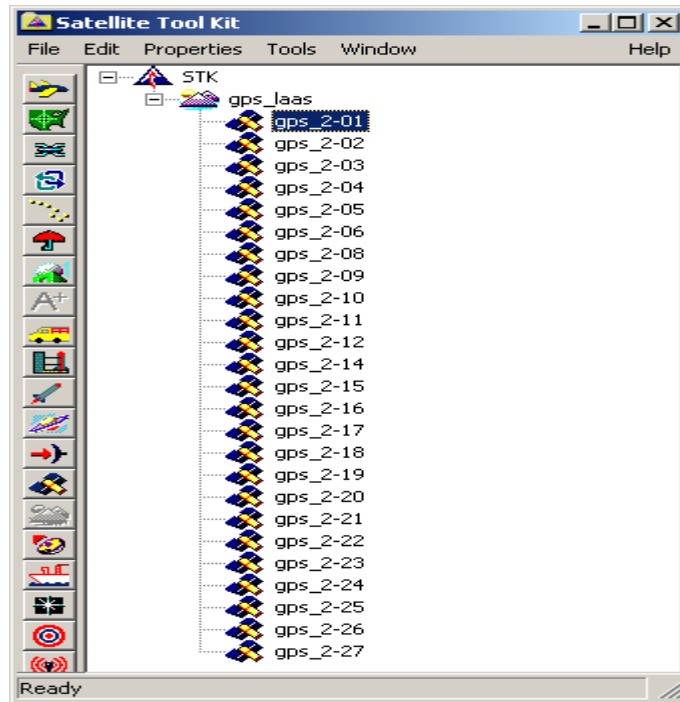 Satellite Tool Kit
File Edit Properties Tools Window Help
STK
gps_laas
gps_2-01
gps_2-02
gps_2-03
gps_2-04
gps_2-05
gps_2-06
gps_2-08
gps_2-09
gps_2-10
gps_2-11
gps_2-12
gps_2-14
gps_2-15
gps_2-16
gps_2-17
gps_2-18
gps_2-19
gps_2-20
gps_2-21
gps_2-22
gps_2-23
gps_2-24
gps_2-25
gps_2-26
gps_2-27
A+
Ready